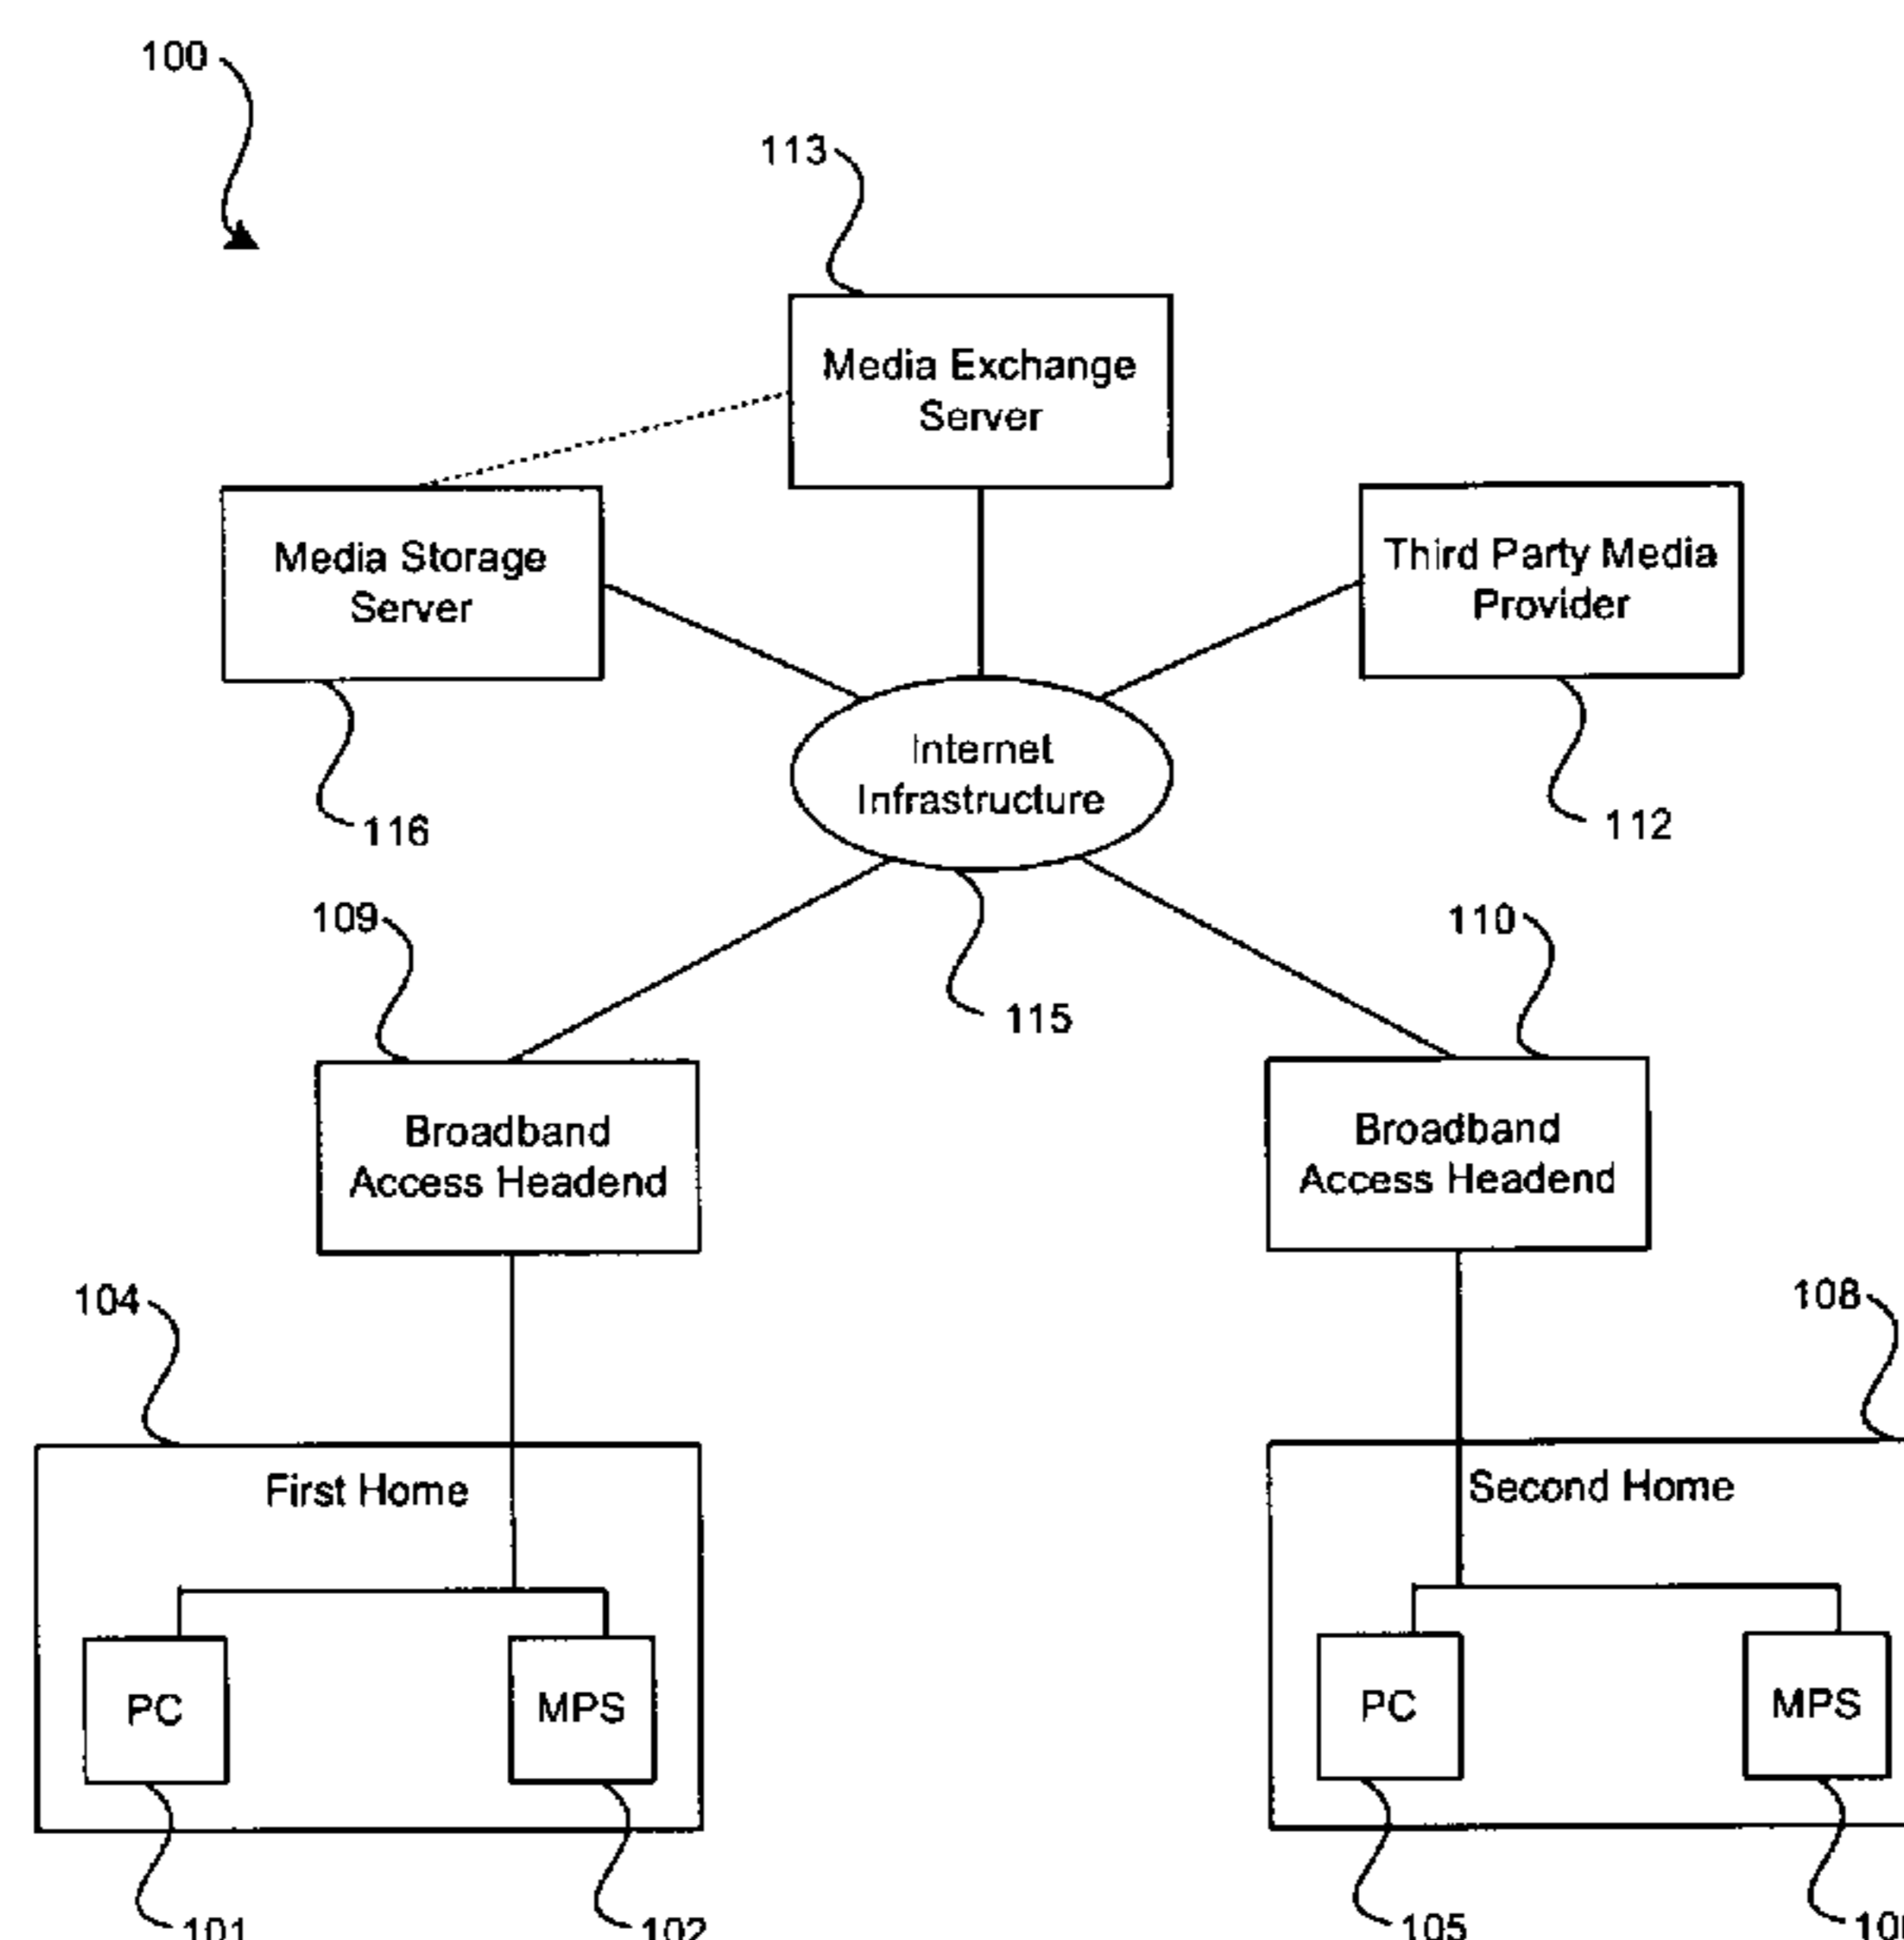 100
113
Media Exchange
Server
Media Storage
Server
Third Party Media
Provider
Internet
Infrastructure
116
112
109
110
115
Broadband
Access Headend
Broadband
Access Headend
104
108
First Home
Second Home
PC
MPS
PC
MPS
101
102
105